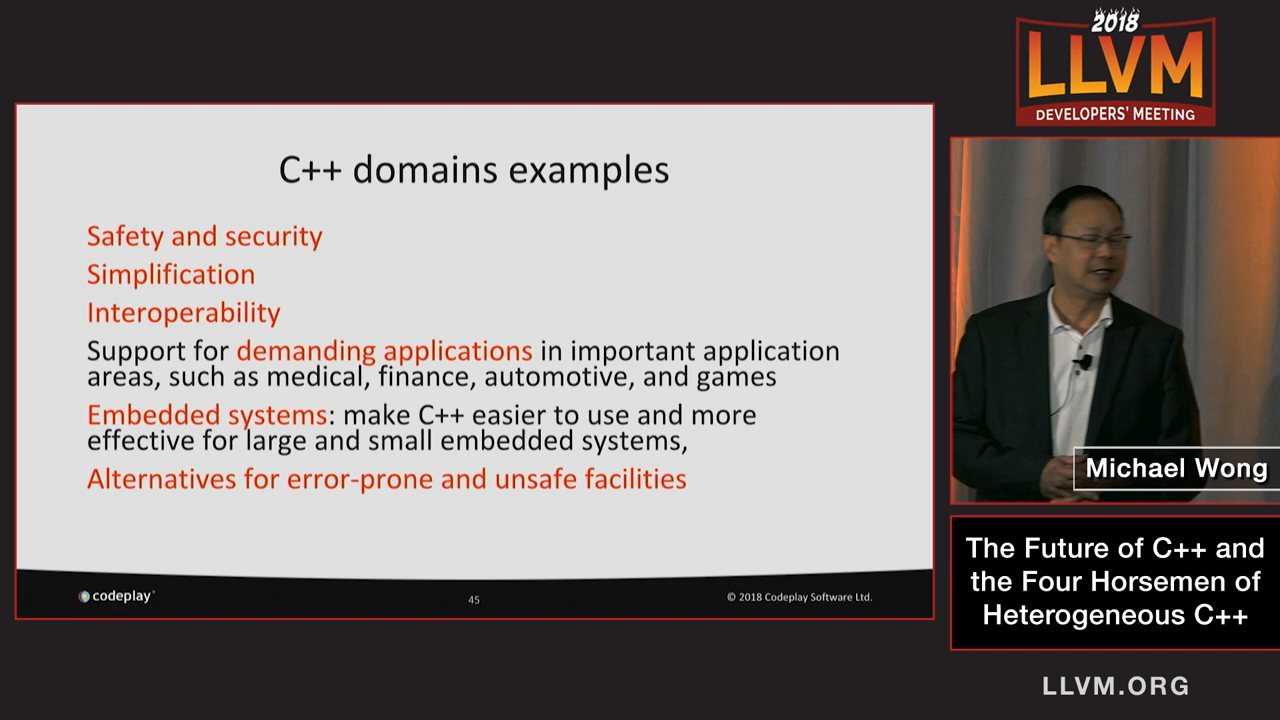 2018
LLVM
DEVELOPERS' MEETING
C++ domains examples
Safety and security
Simplification
Interoperability
Support for demanding applications in important application
areas, such as medical, finance, automotive, and games
Embedded systems: make C++ easier to use and more
effective for large and small embedded systems,
Alternatives for error-prone and unsafe facilities
codeplay
45
© 2018 Codeplay Software Ltd.
Michael Wong
The Future of C++ and
the Four Horsemen of
Heterogeneous C++
LLVM.ORG